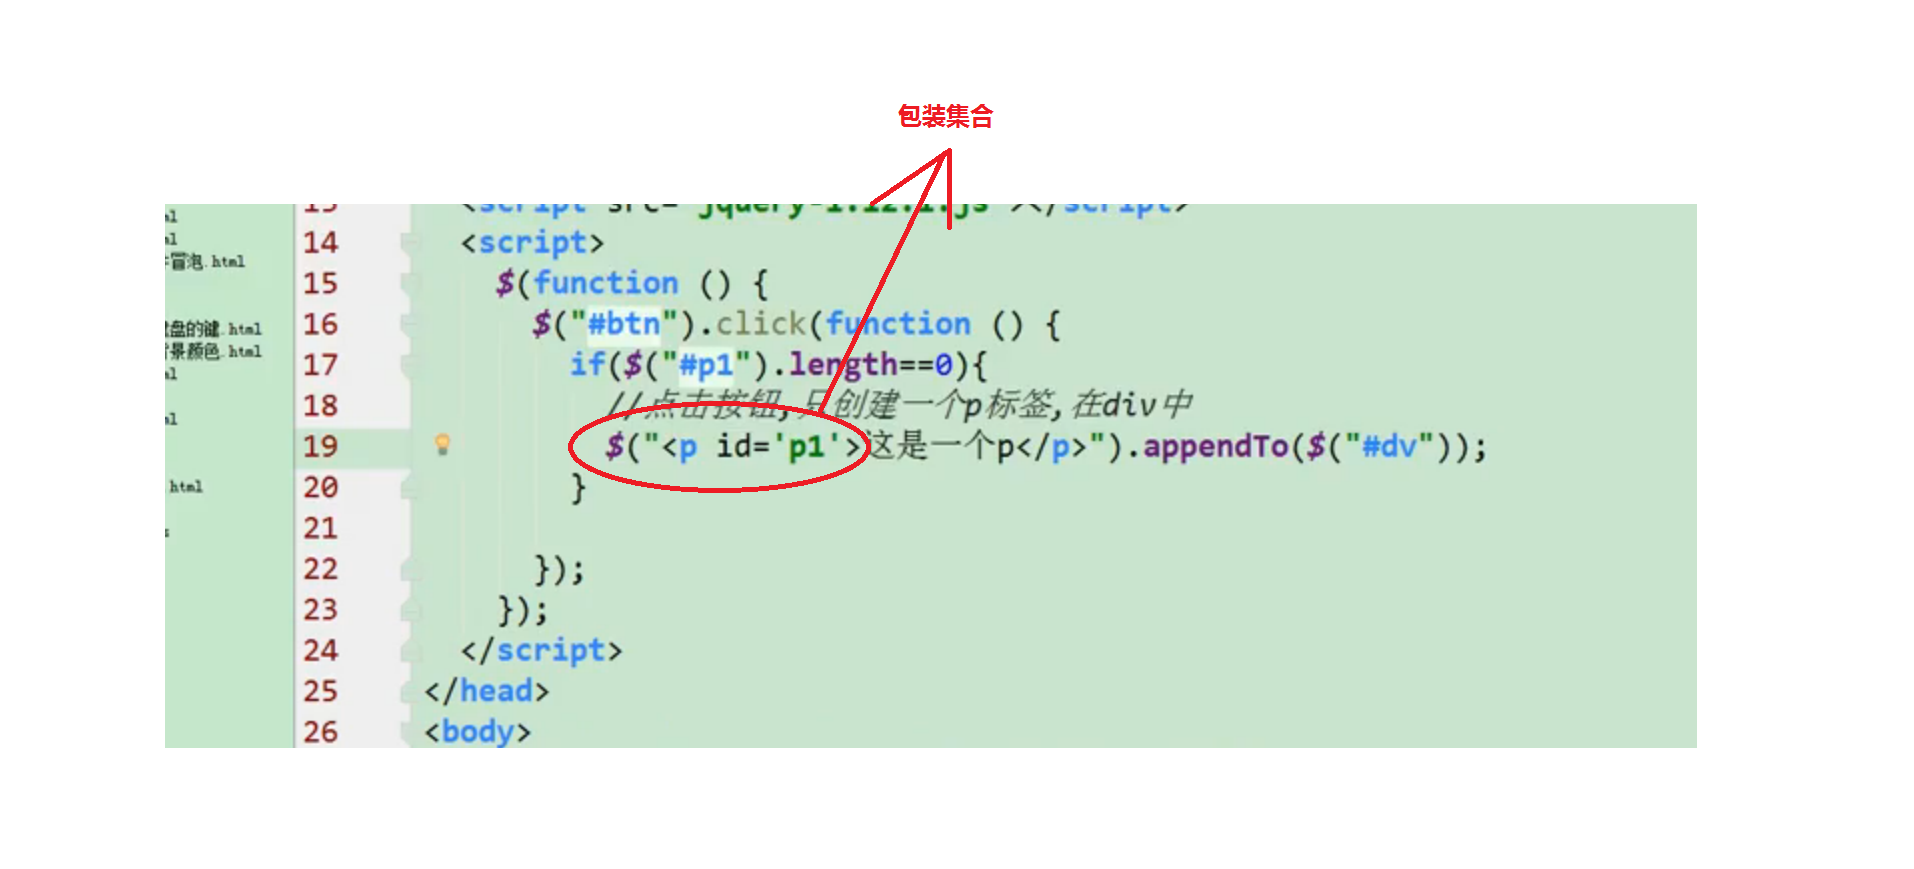 包装集合
<script src="jquery-1.12.1.js"></script>
14 <script>
15 $(function () {
16 $("#btn").click(function () {
17 if($("#p1").length==0){
18 //点击按钮,只创建一个p标签,在div中
19 $("<p id='p1'>这是一个p</p>").appendTo($("#dv"));
20 }
21
22 });
23 });
24 </script>
25 </head>
26 <body>
冒泡.html
盘的键.html
景颜色.html
.html